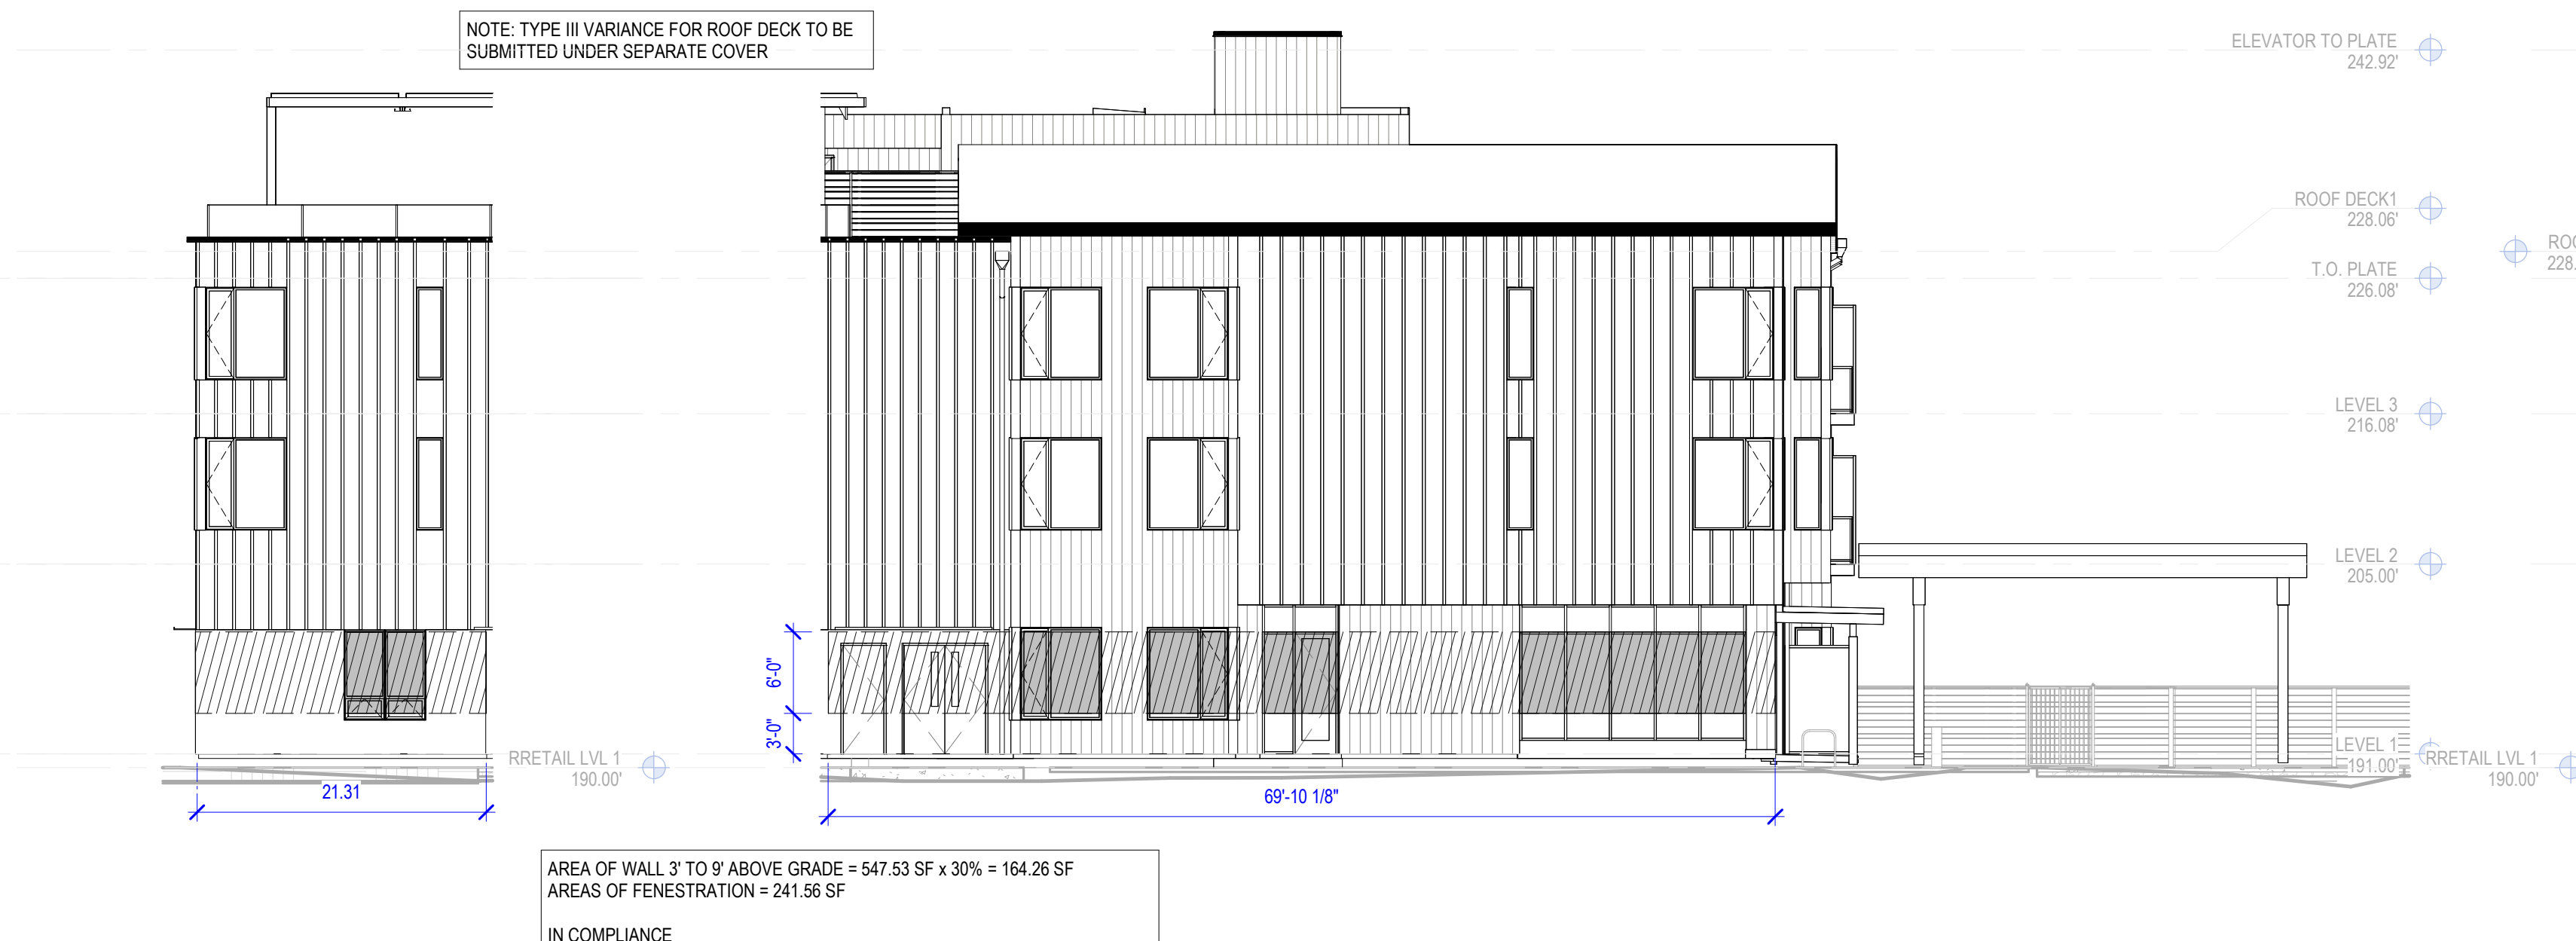 NOTE: TYPE III VARIANCE FOR ROOF DECK TO BE
SUBMITTED UNDER SEPARATE COVER
ELEVATOR TO PLATE
242.92'
ROOF DECK1
228.06'
T.O. PLATE
226.08'
LEVEL 3
216.08'
LEVEL 2
205.00'
6'-0"
3'-0"
RRETAIL LVL 1
190.00'
LEVEL 1
191.00'
RRETAIL LVL 1
190.00'
21.31
69'-10 1/8"
AREA OF WALL 3' TO 9' ABOVE GRADE = 547.53 SF x 30% = 164.26 SF
AREAS OF FENESTRATION = 241.56 SF
IN COMPLIANCE